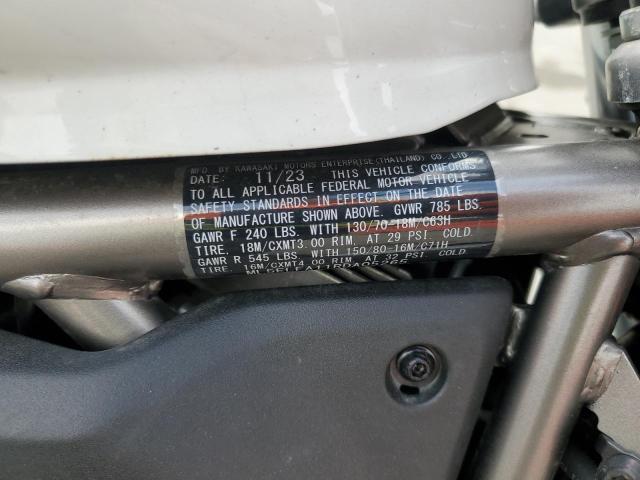 MFD. BY KAWASAKI MOTORS ENTERPRISE(THAILAND) CO., LTD.
DATE: 11/23 THIS VEHICLE CONFORMS
TO ALL APPLICABLE FEDERAL MOTOR VEHICLE
SAFETY STANDARDS IN EFFECT ON THE DATE
OF MANUFACTURE SHOWN ABOVE. GVWR 785 LBS
GAWR F 240 LBS. WITH 130/70-18M/C63H
TIRE 18M/CXMT3.00 RIM, AT 29 PSI COLD
GAWR R 545 LBS. WITH 150/80-16M/C71H
TIRE 16M/CXMT4.00 RIM, AT 32 PSI COLD